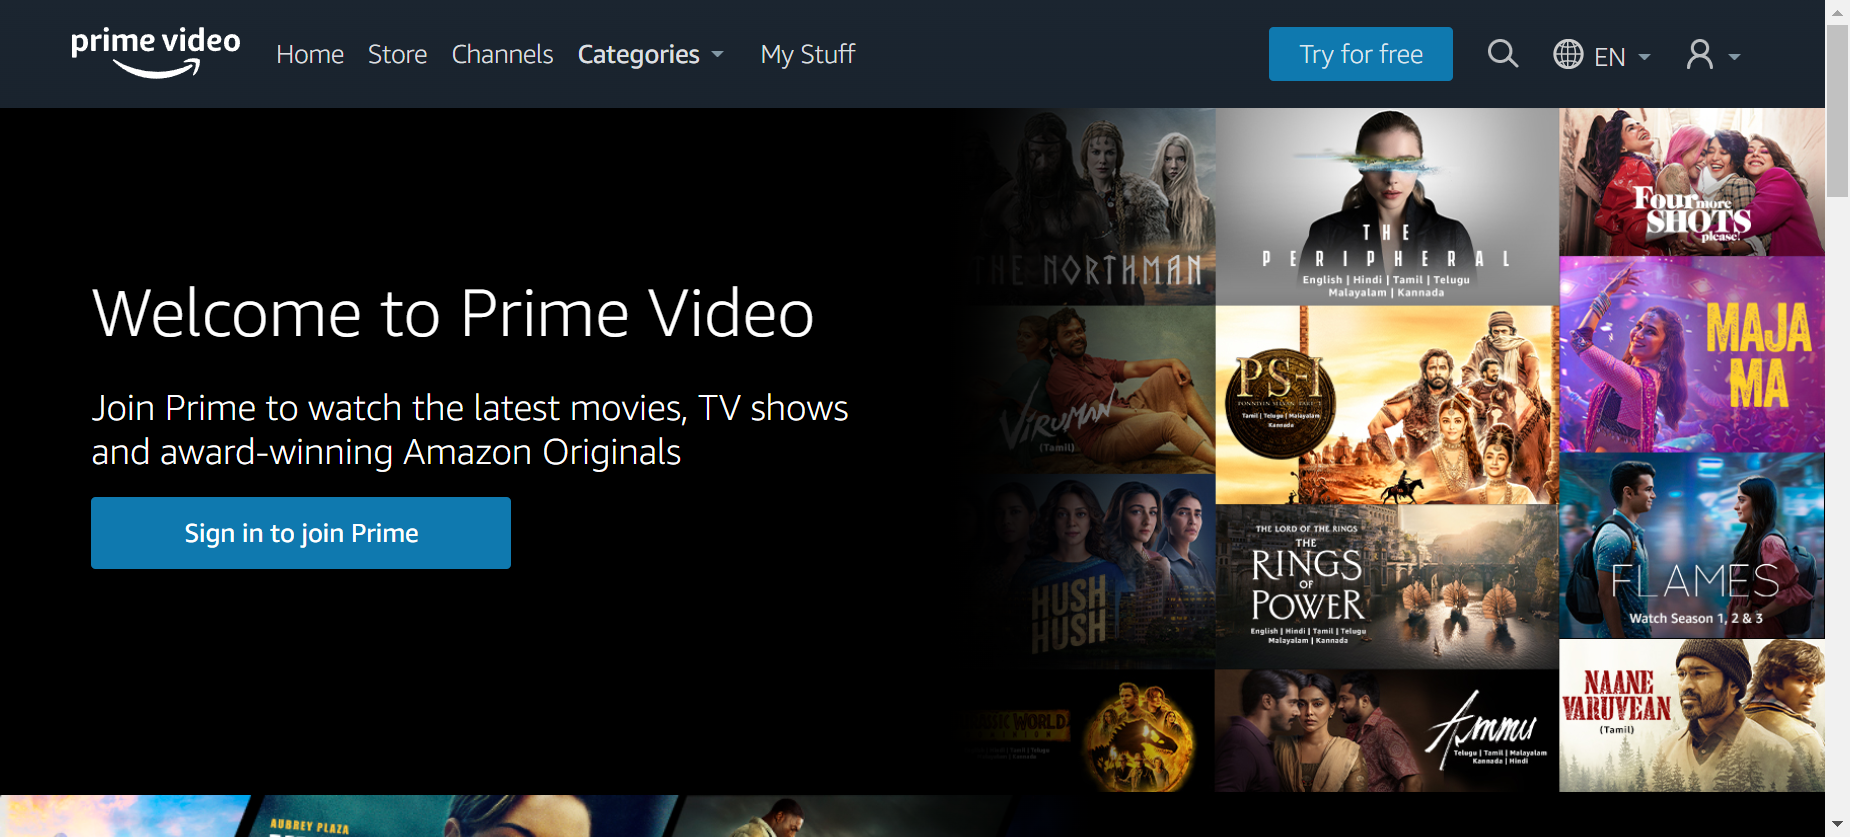 prime video
Home
Store
Channels
Categories
My Stuff
Try for free
EN
Welcome to Prime Video
Join Prime to watch the latest movies, TV shows
and award-winning Amazon Originals
Sign in to join Prime
THE NORTHMAN
THE
PERIPHERAL
English | Hindi | Tamil | Telugu
Malayalam | Kannada
Four more
SHOTS
please!
VIRUMAN
(Tamil)
PS-I
Tamil | Telugu | Malayalam
Kannada
MAJA
MA
HUSH
HUSH
THE LORD OF THE RINGS
THE
RINGS
OF
POWER
English | Hindi | Tamil | Telugu
Malayalam | Kannada
FLAMES
Watch Season 1, 2 & 3
WORLD
Ammu
Telugu | Tamil | Malayalam
Kannada | Hindi
NAANE
VARUVEAN
(Tamil)
AUBREY PLAZA